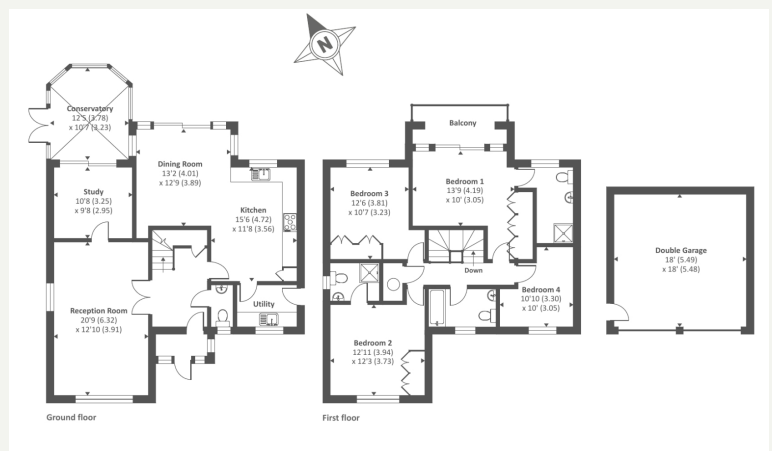 N
Conservatory
12'5 (3.78)
x 10'7 (3.23)
Dining Room
13'2 (4.01)
x 12'9 (3.89)
Study
10'8 (3.25)
x 9'8 (2.95)
Kitchen
15'6 (4.72)
x 11'8 (3.56)
Reception Room
20'9 (6.32)
x 12'10 (3.91)
Utility
Ground floor
Balcony
Bedroom 3
12'6 (3.81)
x 10'7 (3.23)
Bedroom 1
13'9 (4.19)
x 10' (3.05)
Down
Bedroom 4
10'10 (3.30)
x 10' (3.05)
Bedroom 2
12'11 (3.94)
x 12'3 (3.73)
First floor
Double Garage
18' (5.49)
x 18' (5.48)